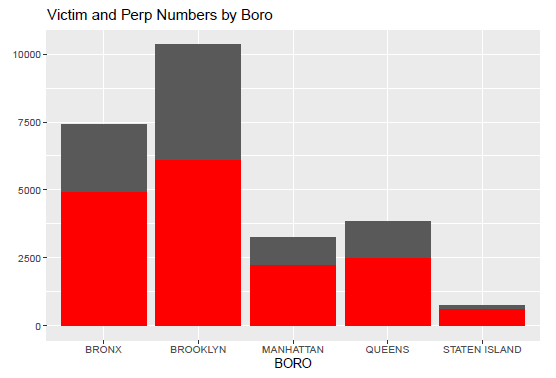 Victim and Perp Numbers by Boro
10000
7500
5000
2500
0
BRONX BROOKLYN MANHATTAN QUEENS STATEN ISLAND
BORO